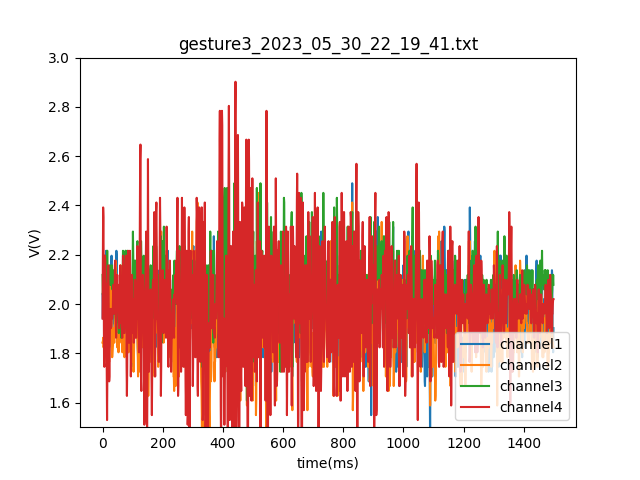 gesture3_2023_05_30_22_19_41.txt
V(V)
3.0
2.8
2.6
2.4
2.2
2.0
1.8
1.6
0 200 400 600 800 1000 1200 1400
time(ms)
channel1
channel2
channel3
channel4